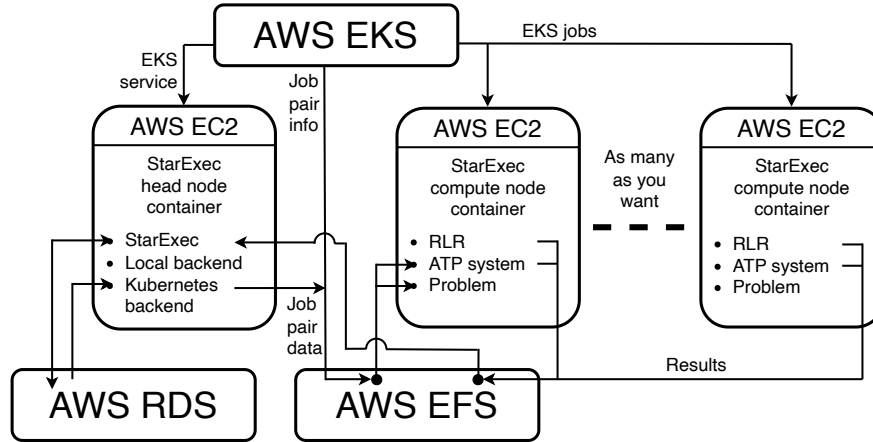 AWS EKS
EKS jobs
EKS
service
Job
pair
info
AWS EC2
StarExec
head node
container
• StarExec
• Local backend
• Kubernetes
backend
AWS EC2
StarExec
compute node
container
• RLR
• ATP system
• Problem
As many
as you
want
AWS EC2
StarExec
compute node
container
• RLR
• ATP system
• Problem
Job
pair
data
Results
AWS RDS
AWS EFS